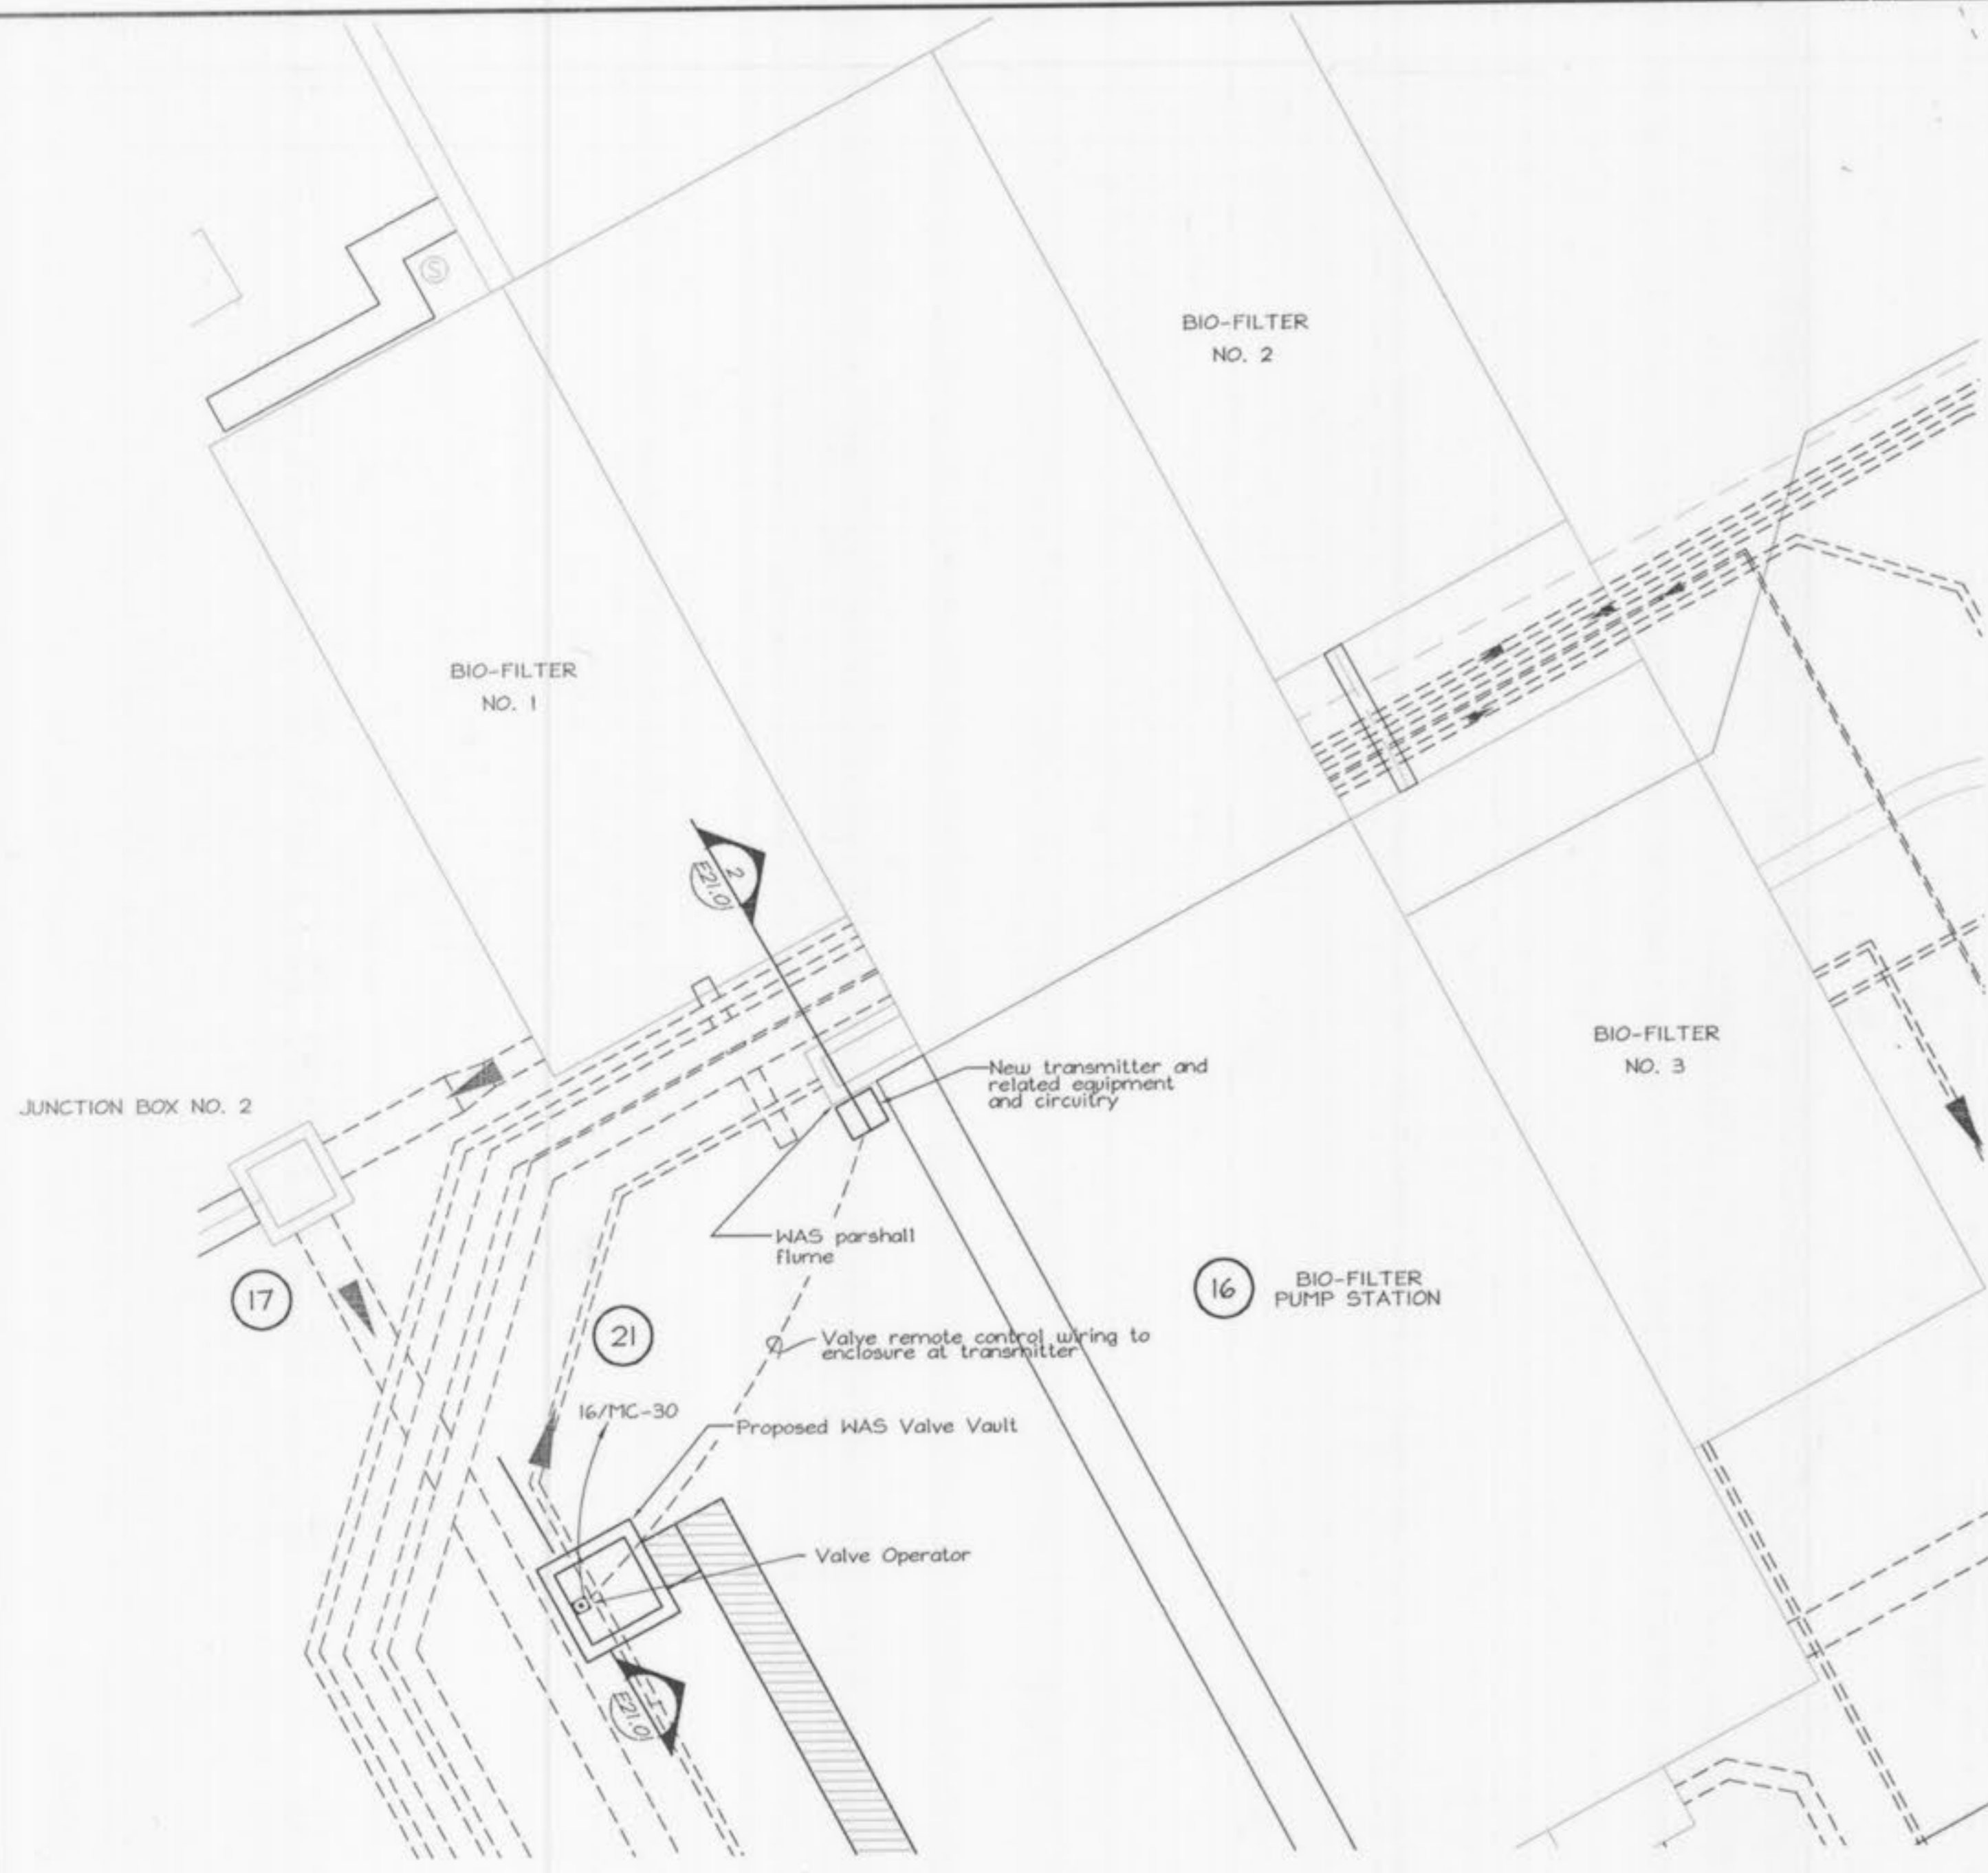 S
BIO-FILTER
NO. 2
BIO-FILTER
NO. 1
2
E21.01
BIO-FILTER
NO. 3
New transmitter and
related equipment
and circuitry
JUNCTION BOX NO. 2
WAS parshall
flume
17
21
16
BIO-FILTER
PUMP STATION
Valve remote control wiring to
enclosure at transmitter
16/MC-30
Proposed WAS Valve Vault
Valve Operator
1
E21.01